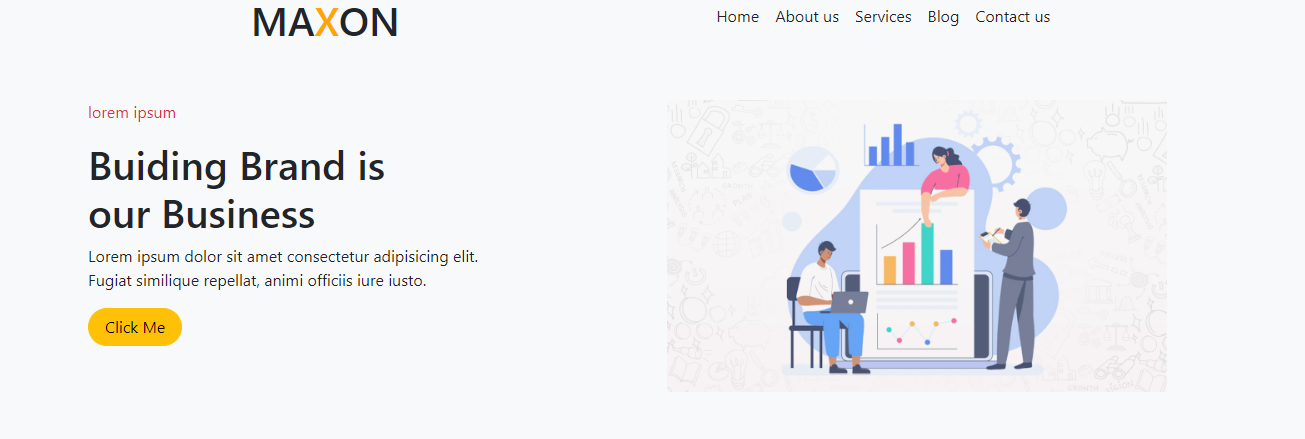 MAXON
Home About us Services Blog Contact us
lorem ipsum
Buiding Brand is
our Business
Lorem ipsum dolor sit amet consectetur adipisicing elit.
Fugiat similique repellat, animi officiis iure iusto.
Click Me